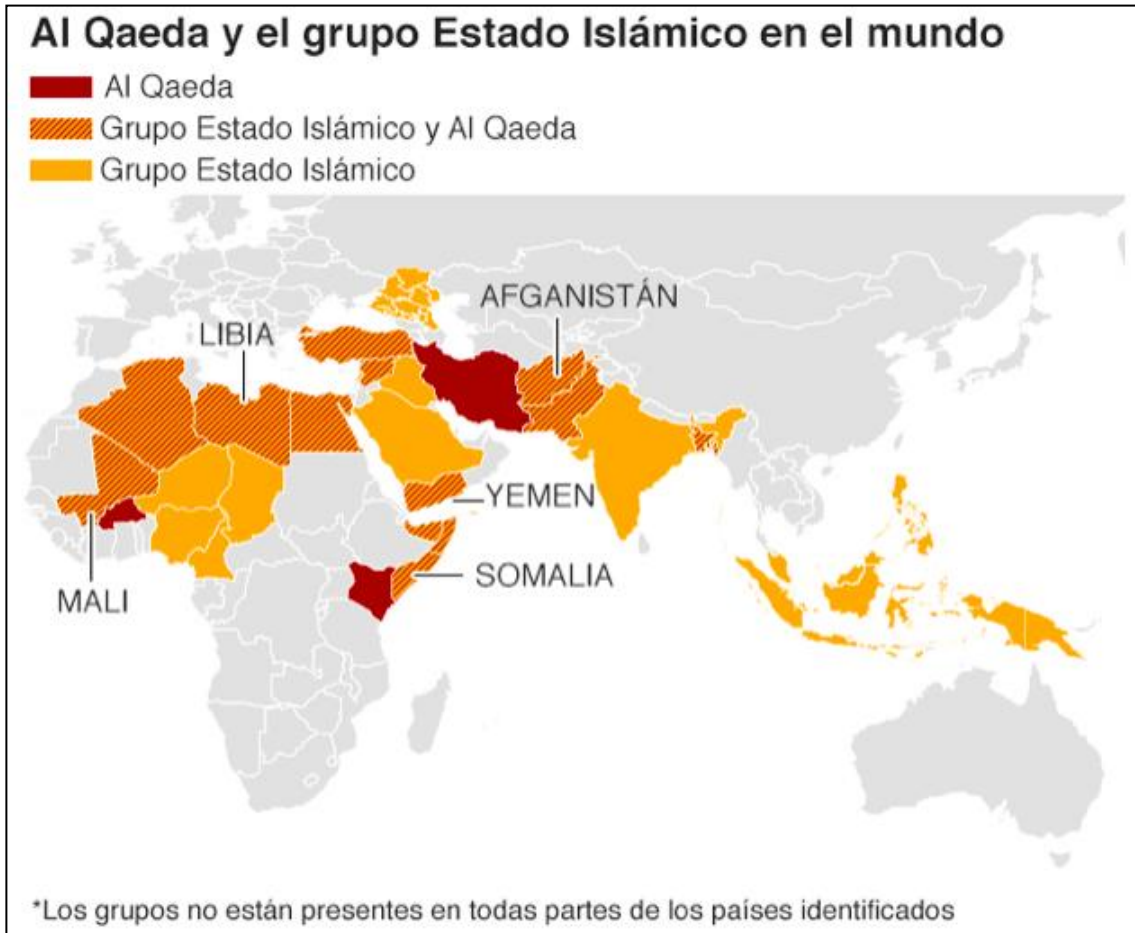 Al Qaeda y el grupo Estado Islámico en el mundo
Al Qaeda
Grupo Estado Islámico y Al Qaeda
Grupo Estado Islámico
AFGANISTÁN
LIBIA
YEMEN
SOMALIA
MALI
*Los grupos no están presentes en todas partes de los países identificados